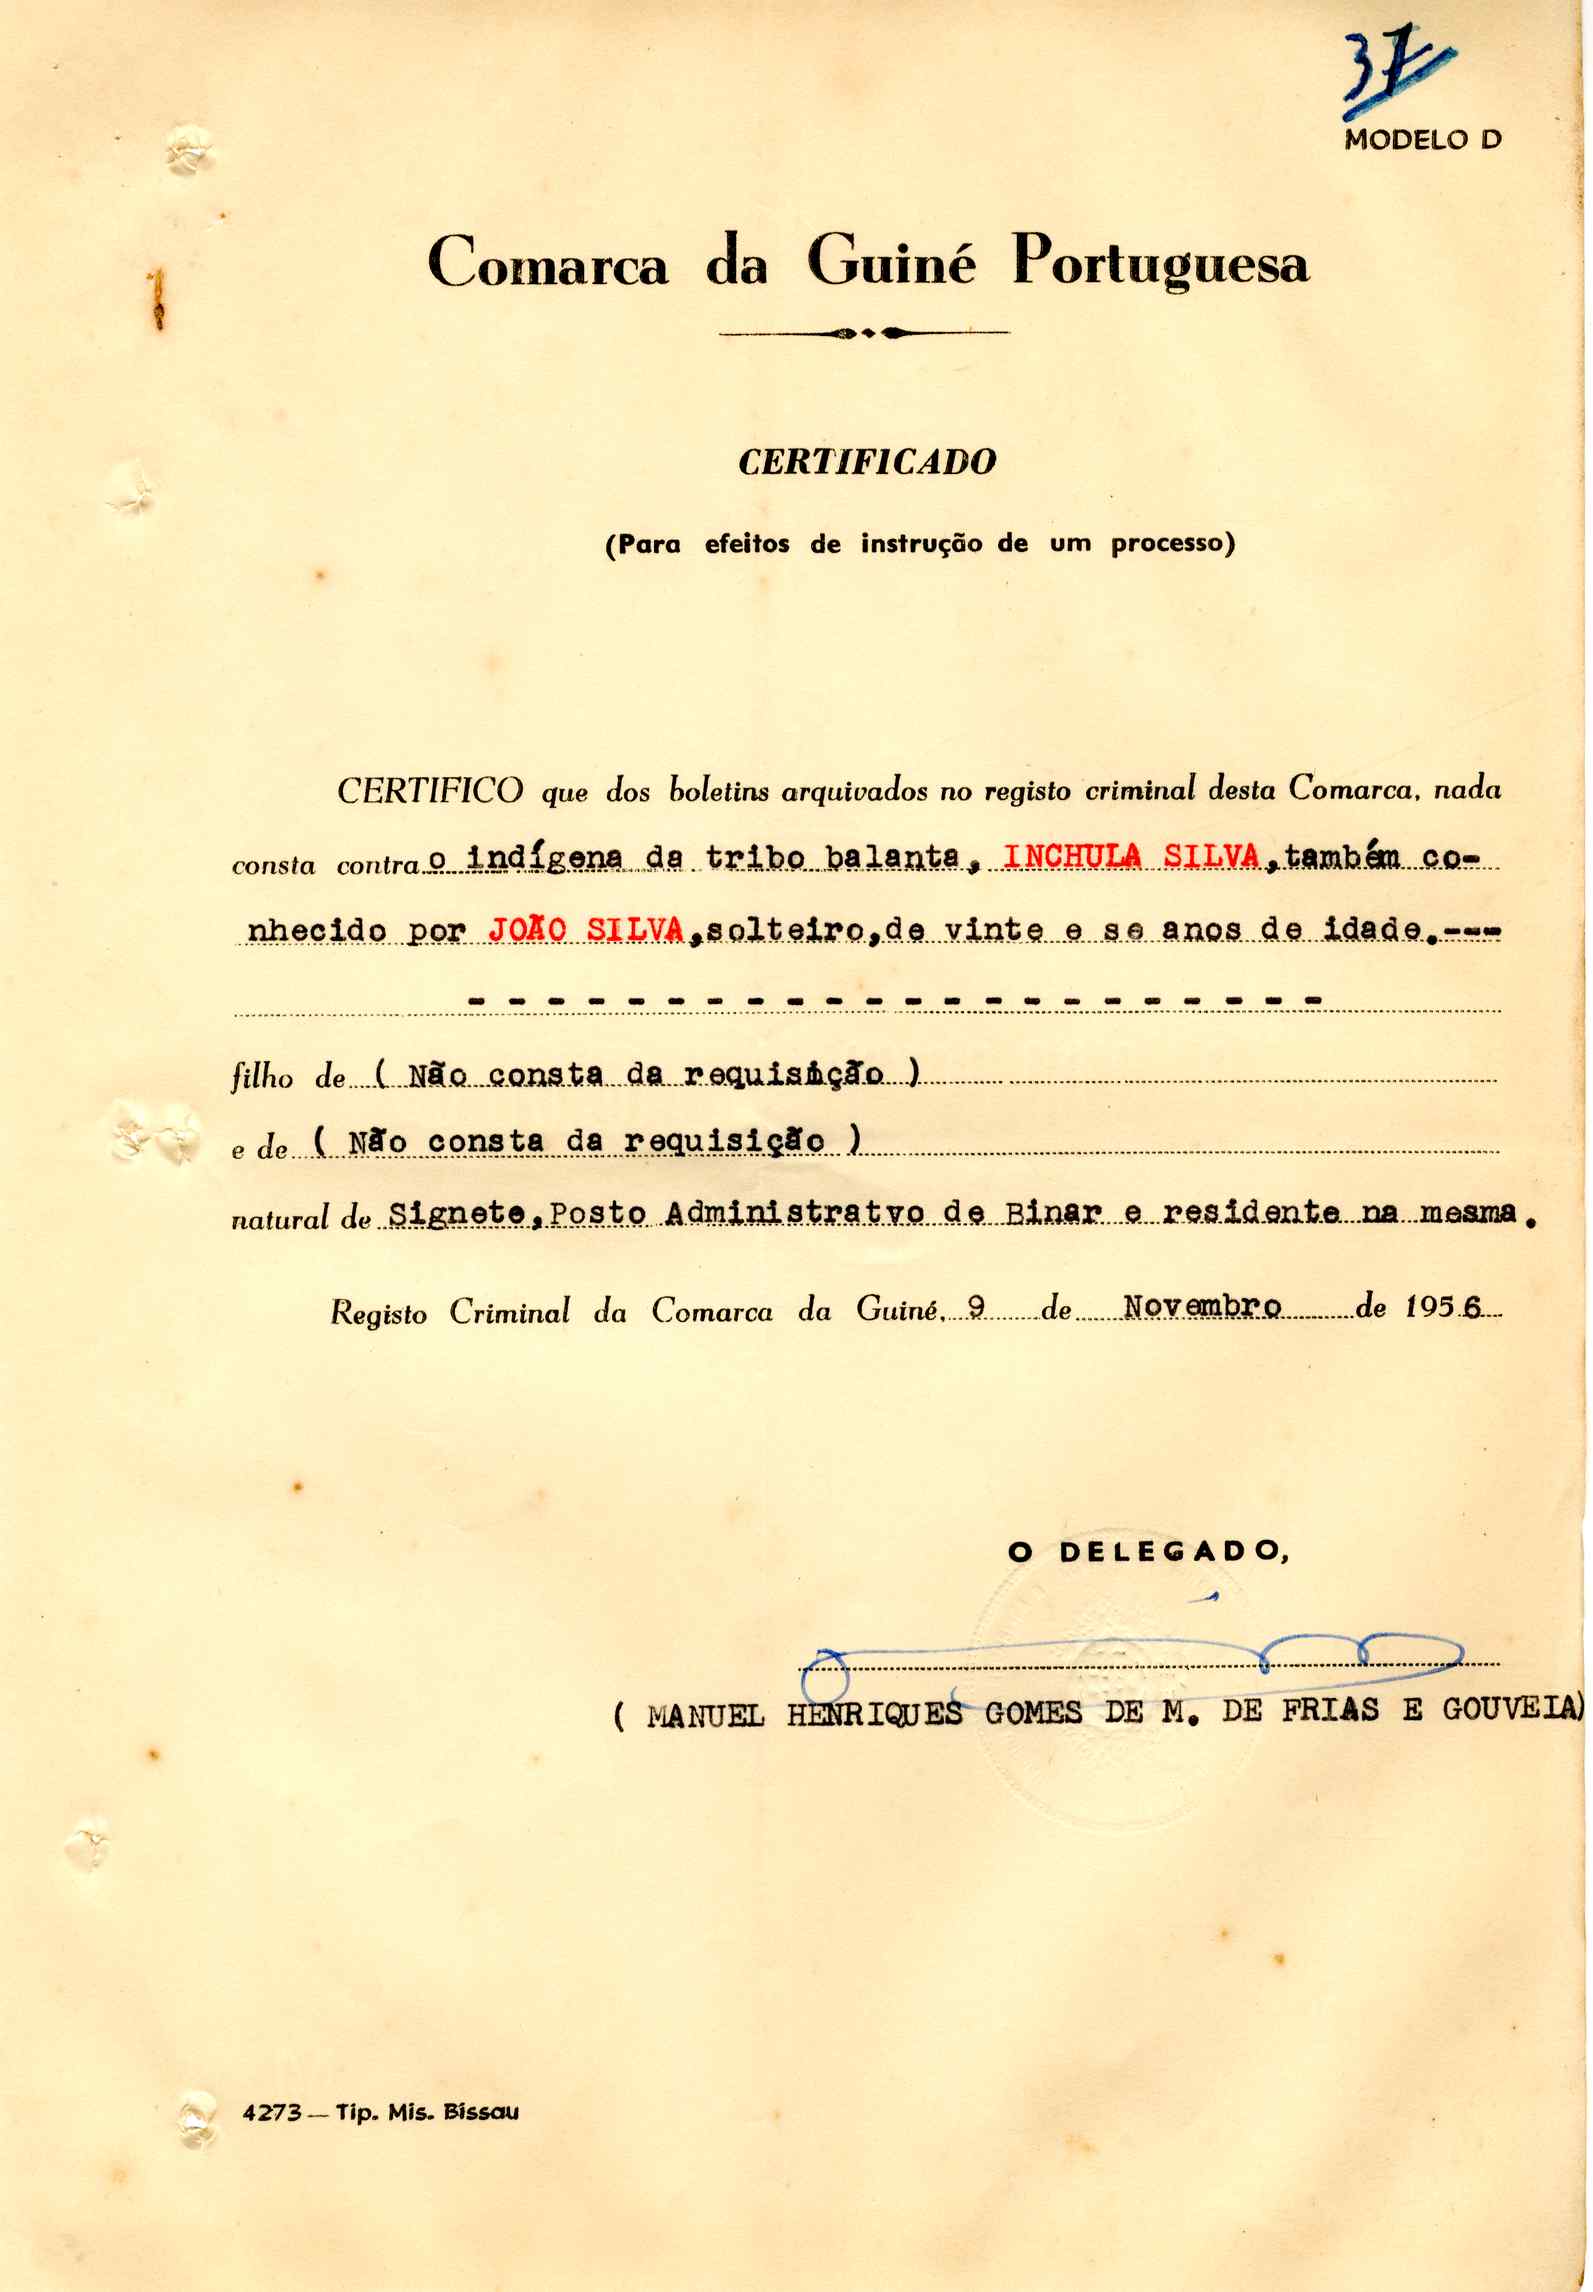 37
MODELO D
Comarca da Guiné Portuguesa
CERTIFICADO
(Para efeitos de instrução de um processo)
CERTIFICO que dos boletins arquivados no registo criminal desta Comarca, nada
consta contra o indígena da tribo balanta, INCHULA SILVA, também co-
nhecido por JOÃO SILVA, solteiro, de vinte e se anos de idade.---
- - - - - - - - - - - - - - - - - - - - - -
filho de ( Não consta da requisição )
e de ( Não consta da requisição )
natural de Signete, Posto Administratvo de Binar e residente na mesma.
Registo Criminal da Comarca da Guiné, 9 de Novembro de 1956
O DELEGADO,
( MANUEL HENRIQUES GOMES DE M. DE FRIAS E GOUVEIA)
4273 — Tip. Mis. Bissau